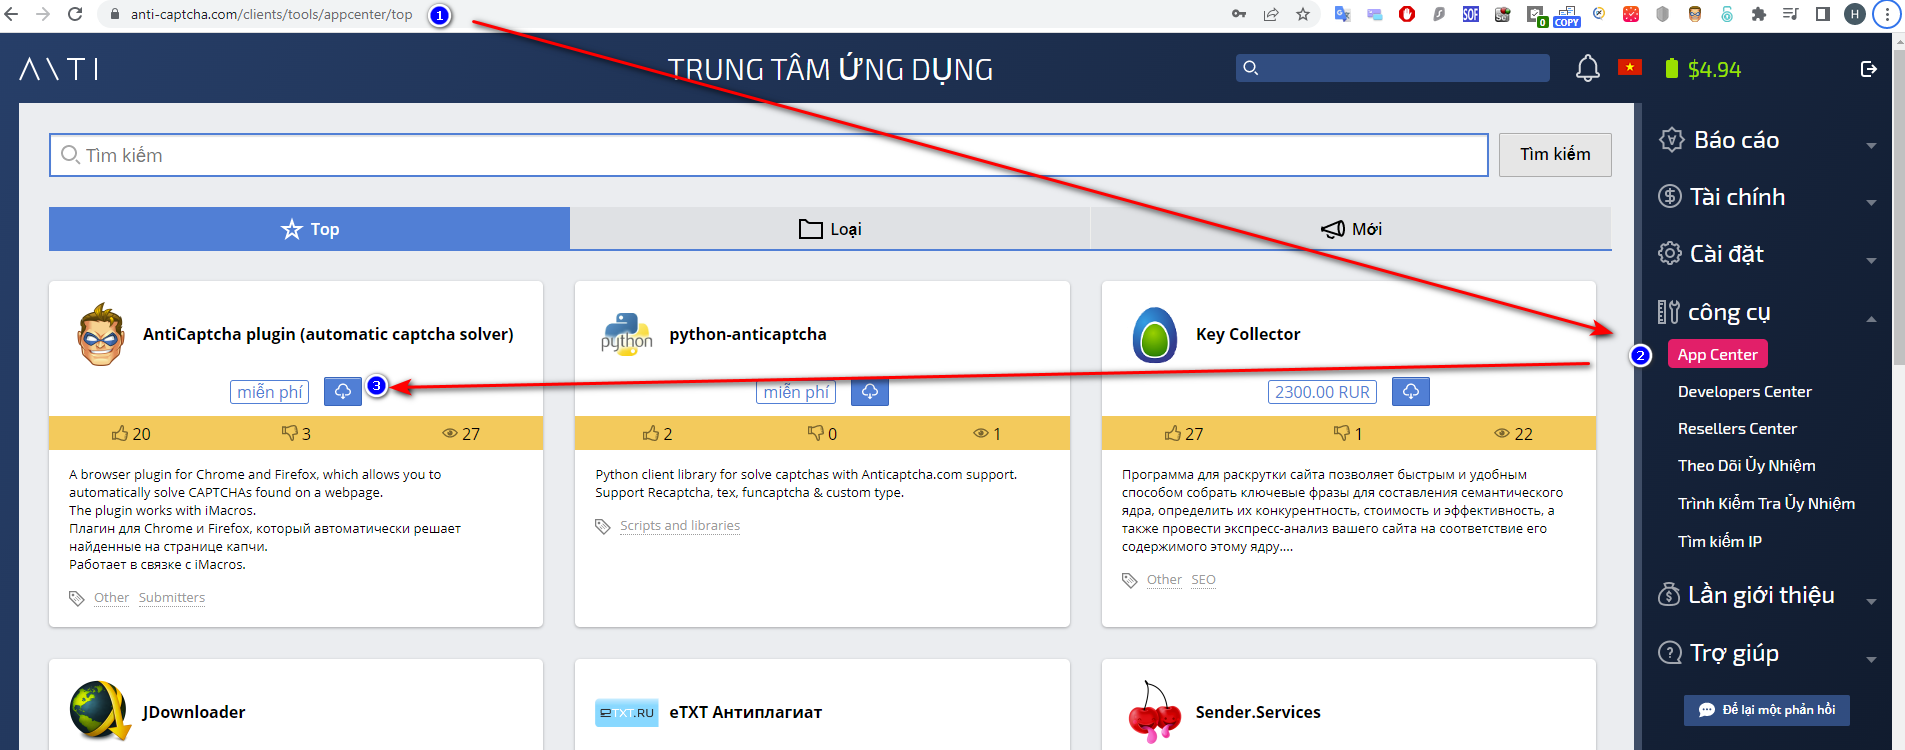 anti-captcha.com/clients/tools/appcenter/top
1
SOF
Se
0
COPY
H
ANTI
TRUNG TÂM ỨNG DỤNG
$4.94
Tìm kiếm
Tìm kiếm
Top
Loại
Mới
AntiCaptcha plugin (automatic captcha solver)
miễn phí
3
20
3
27
A browser plugin for Chrome and Firefox, which allows you to
automatically solve CAPTCHAs found on a webpage.
The plugin works with iMacros.
Плагин для Chrome и Firefox, который автоматически решает
найденные на странице капчи.
Работает в связке с iMacros.
Other Submitters
python
python-anticaptcha
miễn phí
2
0
1
Python client library for solve captchas with Anticaptcha.com support.
Support Recaptcha, tex, funcaptcha & custom type.
Scripts and libraries
Key Collector
2300.00 RUR
27
1
22
Программа для раскрутки сайта позволяет быстрым и удобным
способом собрать ключевые фразы для составления семантического
ядра, определить их конкурентность, стоимость и эффективность, а
также провести экспресс-анализ вашего сайта на соответствие его
содержимого этому ядру....
Other SEO
JDownloader
eTXT.RU
eTXT Антиплагиат
Sender.Services
Báo cáo
Tài chính
Cài đặt
công cụ
2
App Center
Developers Center
Resellers Center
Theo Dõi Ủy Nhiệm
Trình Kiểm Tra Ủy Nhiệm
Tìm kiếm IP
Lần giới thiệu
Trợ giúp
Để lại một phản hồi